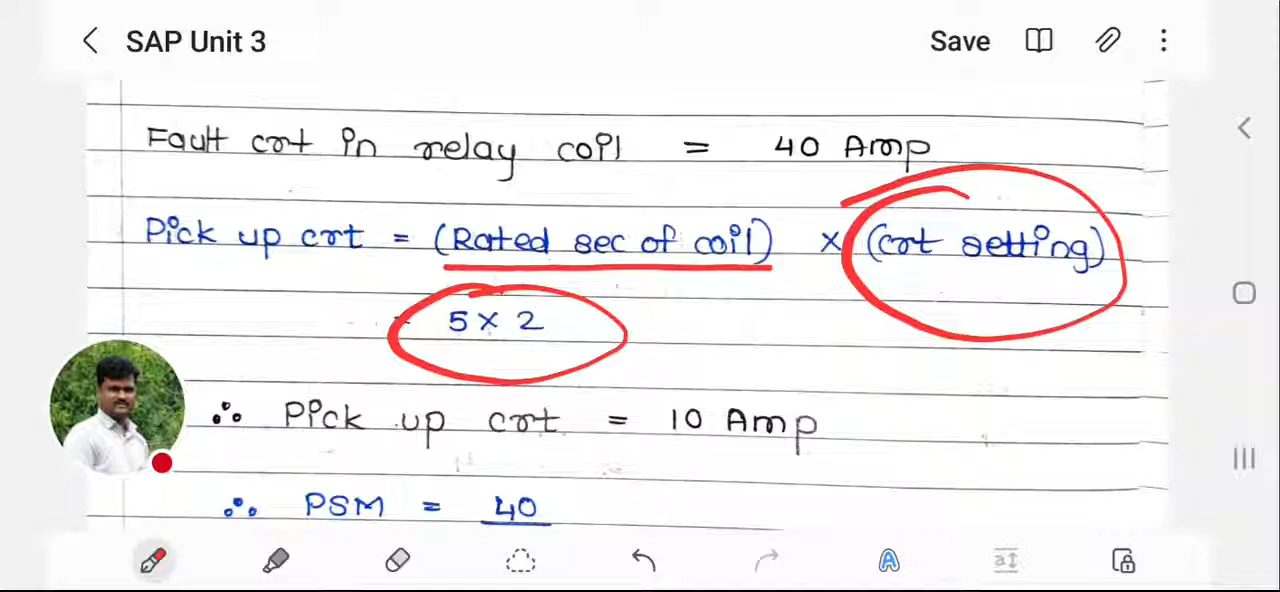 SAP Unit 3
Save
Fault crt in relay coil = 40 Amp
Pick up crt = (Rated sec of coil) × (crt setting)
= 5 × 2
∴ Pick up crt = 10 Amp
∴ PSM = 40